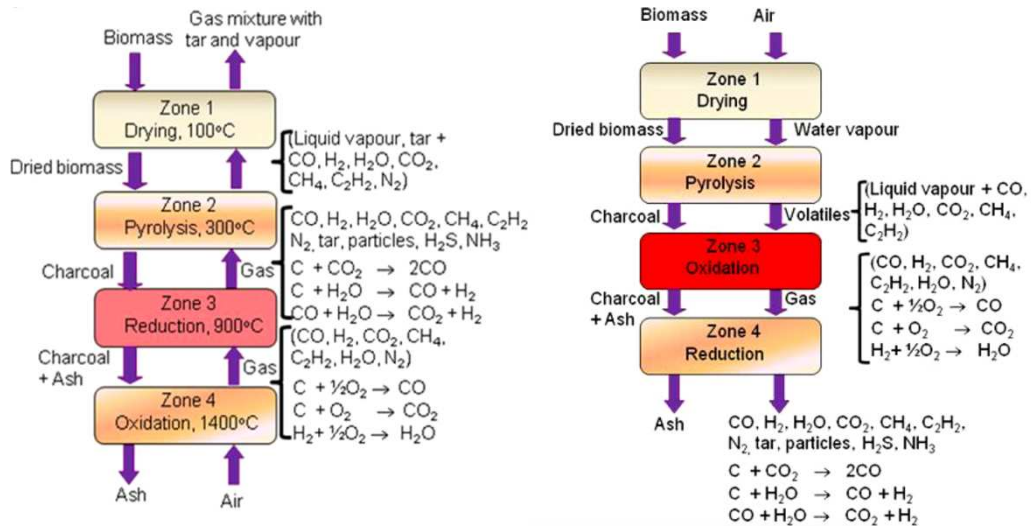 Biomass
Gas mixture with
tar and vapour
Zone 1
Drying, 100°C
Dried biomass
(Liquid vapour, tar +
CO, H₂, H₂O, CO₂,
CH₄, C₂H₂, N₂)
Zone 2
Pyrolysis, 300°C
Charcoal
Gas
CO, H₂, H₂O, CO₂, CH₄, C₂H₂
N₂, tar, particles, H₂S, NH₃
C + CO₂ → 2CO
C + H₂O → CO + H₂
CO + H₂O → CO₂ + H₂
Zone 3
Reduction, 900°C
Charcoal
+ Ash
Gas
(CO, H₂, CO₂, CH₄,
C₂H₂, H₂O, N₂)
C + ½O₂ → CO
C + O₂ → CO₂
H₂ + ½O₂ → H₂O
Zone 4
Oxidation, 1400°C
Ash
Air
Biomass
Air
Zone 1
Drying
Dried biomass
Water vapour
Zone 2
Pyrolysis
Charcoal
Volatiles
(Liquid vapour + CO,
H₂, H₂O, CO₂, CH₄,
C₂H₂)
Zone 3
Oxidation
Charcoal
+ Ash
Gas
(CO, H₂, CO₂, CH₄,
C₂H₂, H₂O, N₂)
C + ½O₂ → CO
C + O₂ → CO₂
H₂ + ½O₂ → H₂O
Zone 4
Reduction
Ash
CO, H₂, H₂O, CO₂, CH₄, C₂H₂,
N₂, tar, particles, H₂S, NH₃
C + CO₂ → 2CO
C + H₂O → CO + H₂
CO + H₂O → CO₂ + H₂